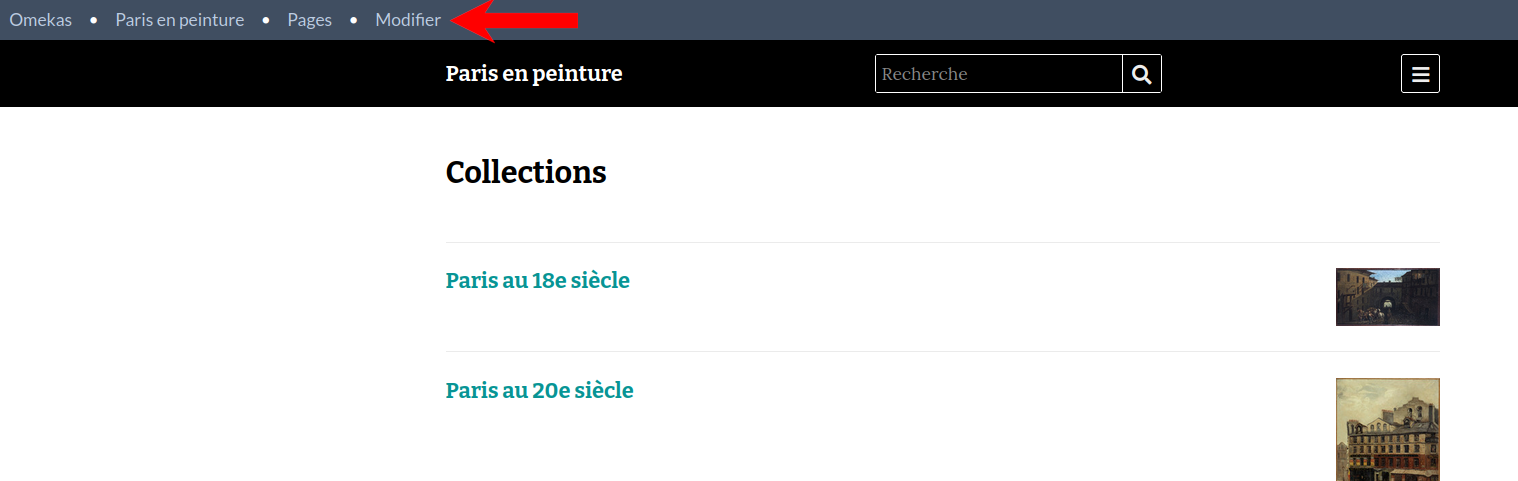 Omekas • Paris en peinture • Pages • Modifier
Paris en peinture
Recherche
Collections
Paris au 18e siècle
Paris au 20e siècle